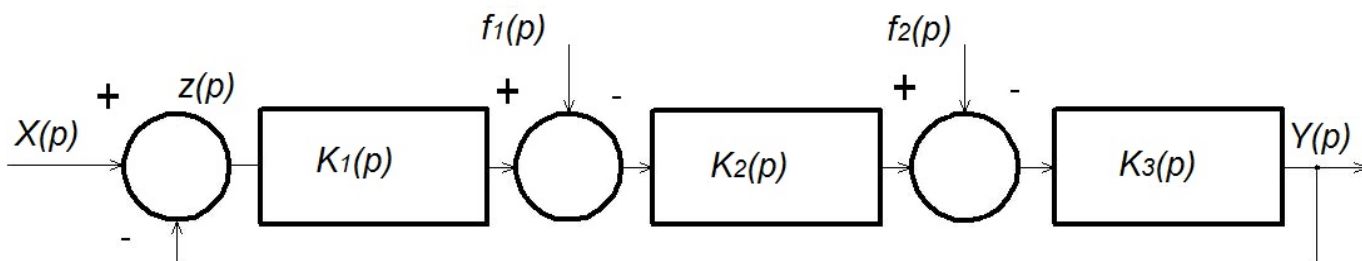 f1(p) f2(p)
+ z(p) + - + -
X(p) K1(p) K2(p) K3(p) Y(p)
-